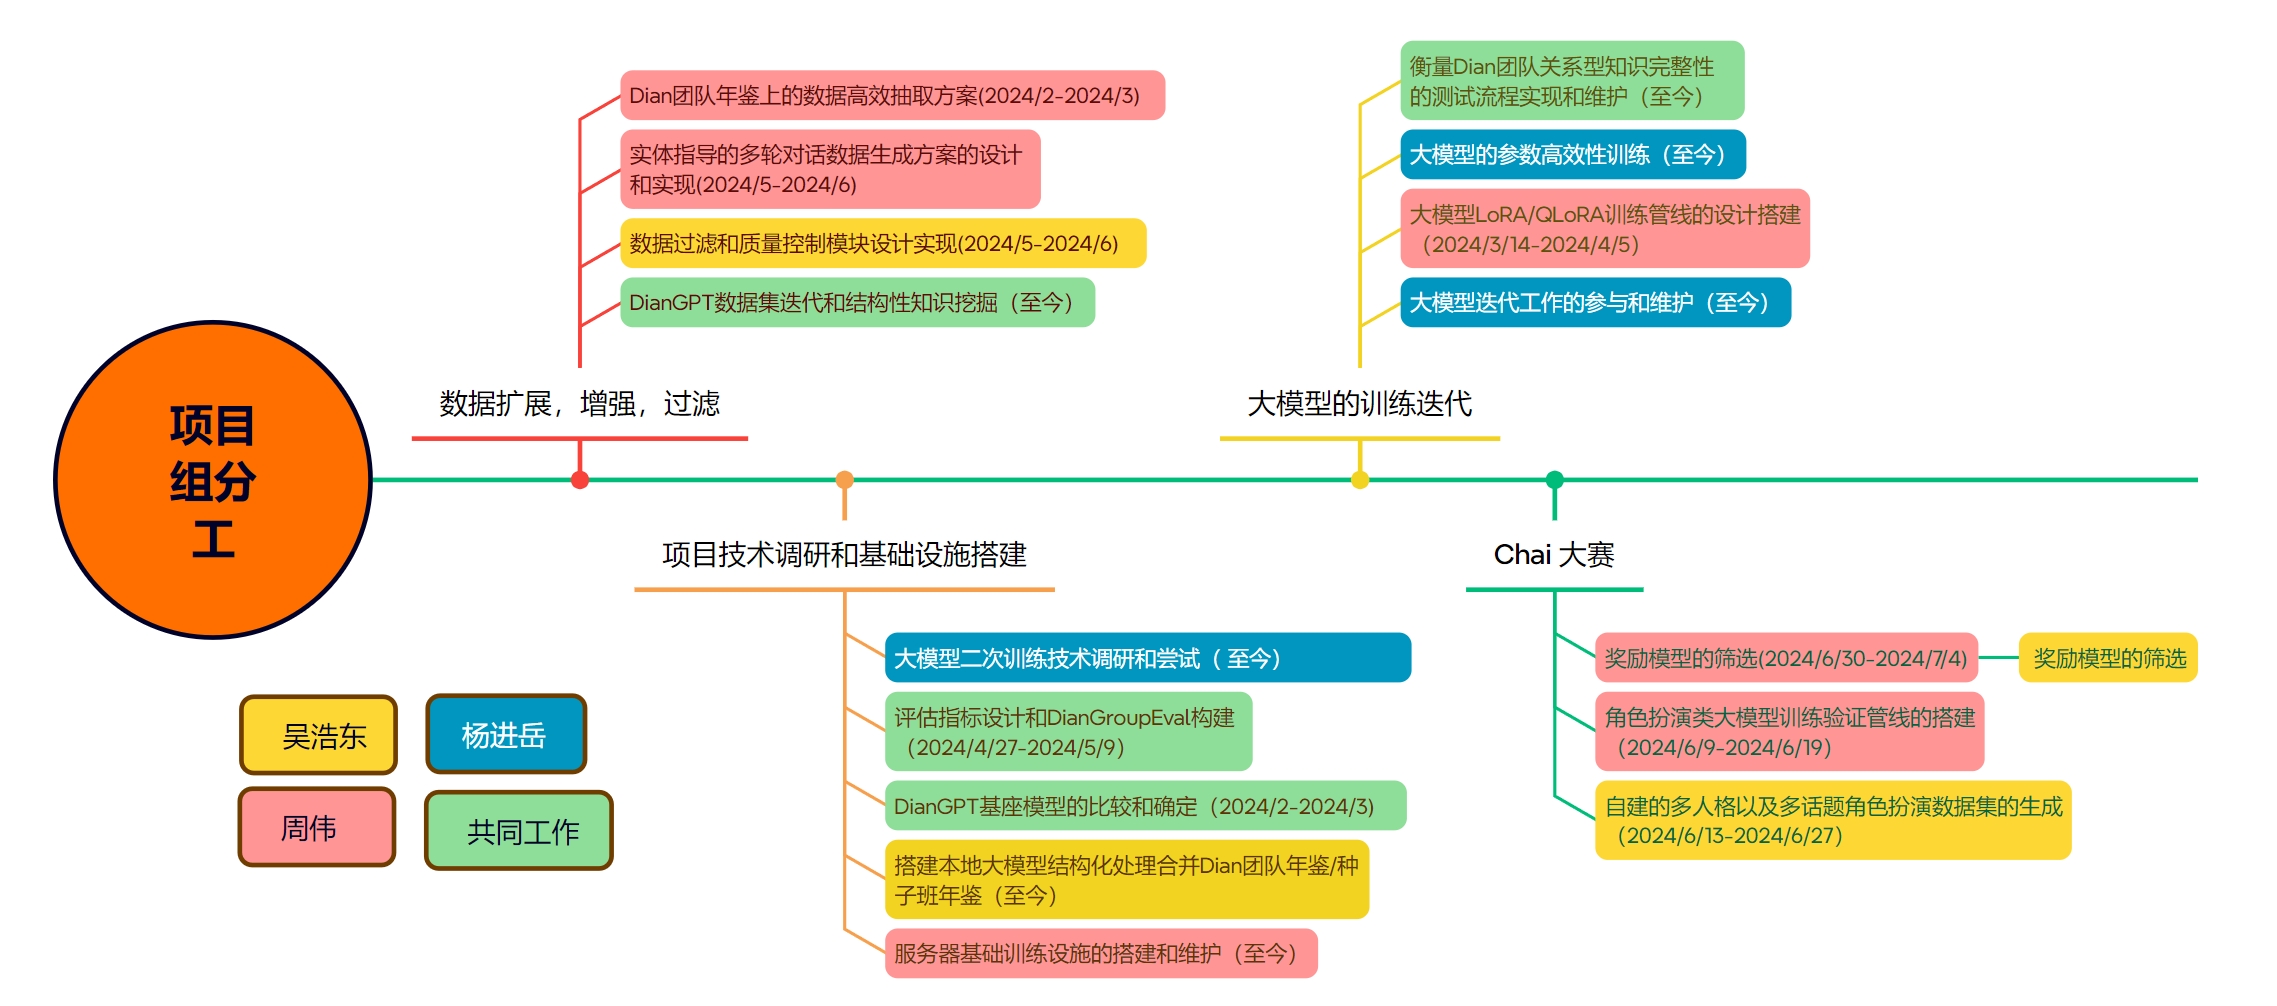 项目
组分
工
Dian团队年鉴上的数据高效抽取方案(2024/2-2024/3)
实体指导的多轮对话数据生成方案的设计
和实现(2024/5-2024/6)
数据过滤和质量控制模块设计实现(2024/5-2024/6)
DianGPT数据集迭代和结构性知识挖掘（至今）
数据扩展，增强，过滤
衡量Dian团队关系型知识完整性
的测试流程实现和维护（至今）
大模型的参数高效性训练（至今）
大模型LoRA/QLoRA训练管线的设计搭建
（2024/3/14-2024/4/5）
大模型迭代工作的参与和维护（至今）
大模型的训练迭代
项目技术调研和基础设施搭建
大模型二次训练技术调研和尝试（ 至今）
评估指标设计和DianGroupEval构建
（2024/4/27-2024/5/9）
DianGPT基座模型的比较和确定（2024/2-2024/3)
搭建本地大模型结构化处理合并Dian团队年鉴/种
子班年鉴（至今）
服务器基础训练设施的搭建和维护（至今）
Chai 大赛
奖励模型的筛选(2024/6/30-2024/7/4)
奖励模型的筛选
角色扮演类大模型训练验证管线的搭建
（2024/6/9-2024/6/19）
自建的多人格以及多话题角色扮演数据集的生成
（2024/6/13-2024/6/27）
吴浩东
杨进岳
周伟
共同工作